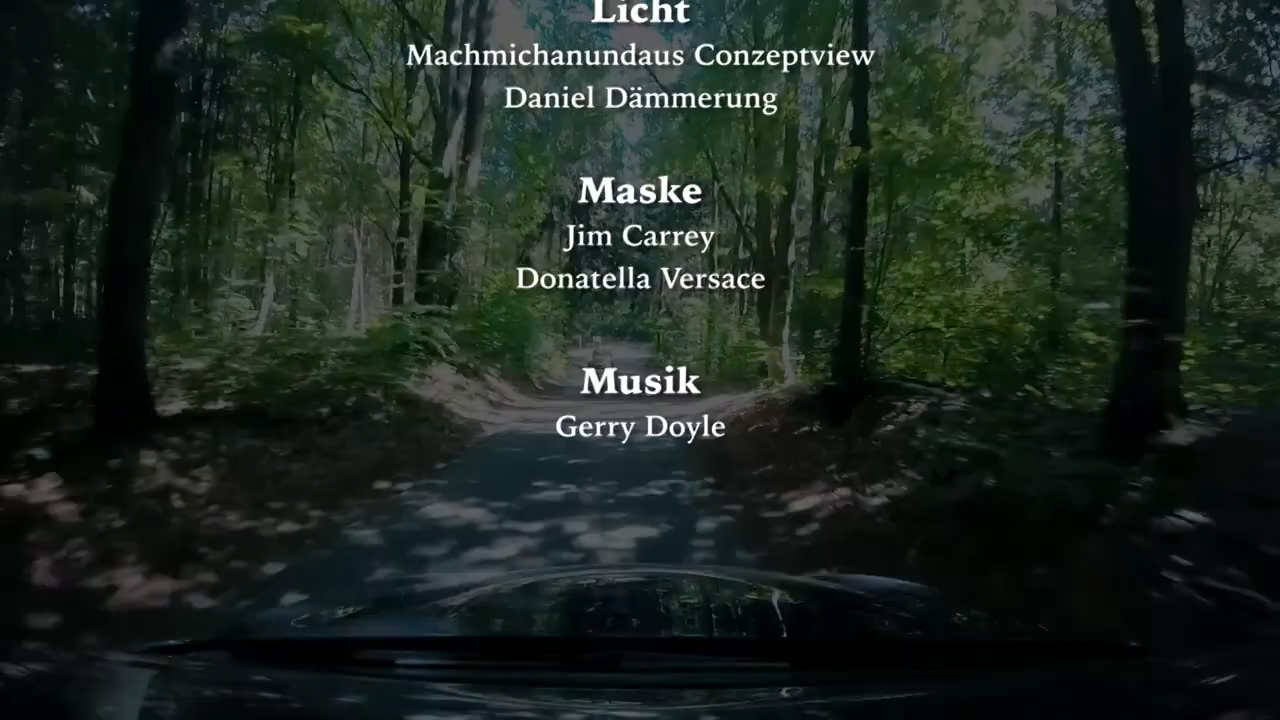 Licht
Machmichanundaus Conzeptview
Daniel Dämmerung
Maske
Jim Carrey
Donatella Versace
Musik
Gerry Doyle